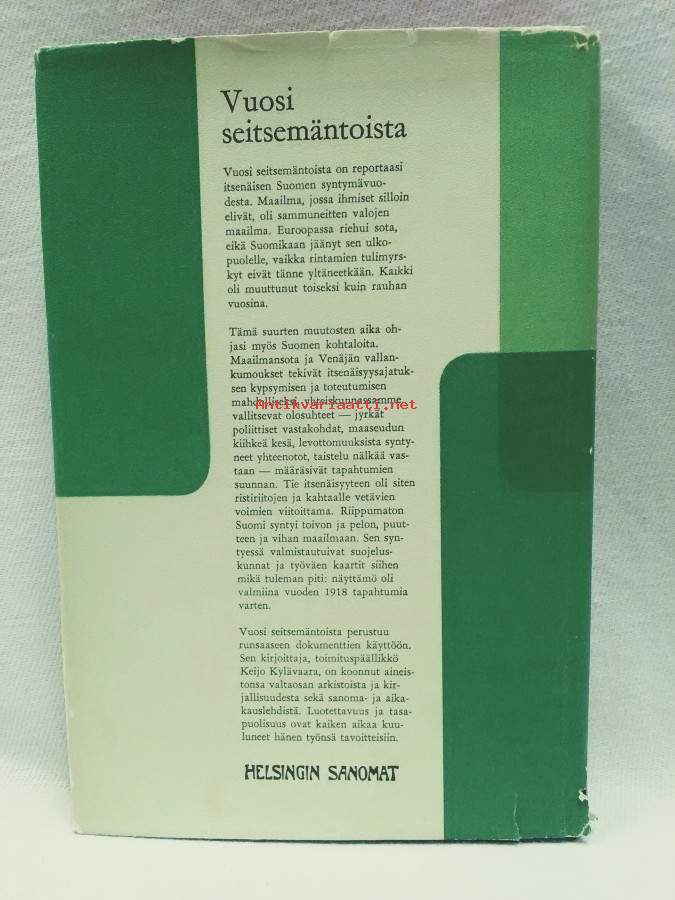 Vuosi
seitsemäntoista
Vuosi seitsemäntoista on reportaasi
itsenäisen Suomen syntymävuo-
desta. Maailma, jossa ihmiset silloin
elivät, oli sammuneitten valojen
maailma. Euroopassa riehui sota,
eikä Suomikaan jäänyt sen ulko-
puolelle, vaikka rintamien tulimyrs-
kyt eivät tänne yltäneetkään. Kaikki
oli muuttunut toiseksi kuin rauhan
vuosina.
Tämä suurten muutosten aika oh-
jasi myös Suomen kohtaloita.
Maailmansota ja Venäjän vallan-
kumoukset tekivät itsenäisyysajatuk-
sen kypsymisen ja toteutumisen
mahdolliseksi, yhteiskunnassamme
Antikvariaatti.net
vallitsevat olosuhteet — jyrkät
poliittiset vastakohdat, maaseudun
kiihkeä kesä, levottomuuksista synty-
neet yhteenotot, taistelu nälkää vas-
taan — määräsivät tapahtumien
suunnan. Tie itsenäisyyteen oli siten
ristiriitojen ja kahtaalle vetävien
voimien viitoittama. Riippumaton
Suomi syntyi toivon ja pelon, puut-
teen ja vihan maailmaan. Sen syn-
tyessä valmistautuivat suojelus-
kunnat ja työväen kaartit siihen
mikä tuleman piti: näyttämö oli
valmiina vuoden 1918 tapahtumia
varten.
Vuosi seitsemäntoista perustuu
runsaaseen dokumenttien käyttöön.
Sen kirjoittaja, toimituspäällikkö
Keijo Kylävaara, on koonnut aineis-
tonsa valtaosan arkistoista ja kir-
jallisuudesta sekä sanoma- ja aika-
kauslehdistä. Luotettavuus ja tasa-
puolisuus ovat kaiken aikaa kuu-
luneet hänen työnsä tavoitteisiin.
HELSINGIN SANOMAT